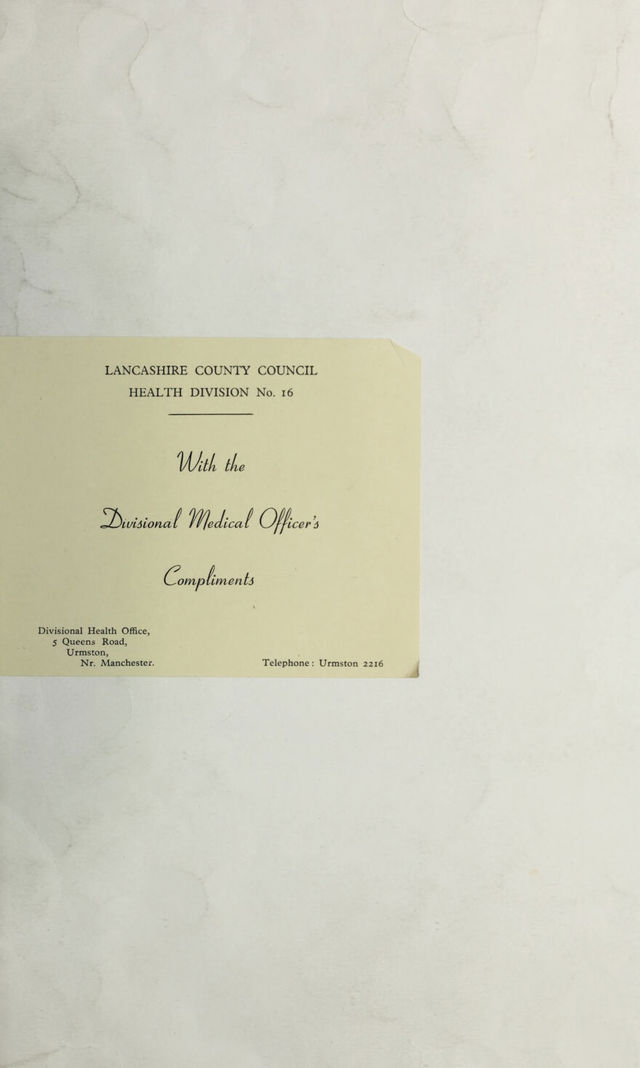 LANCASHIRE COUNTY COUNCIL
HEALTH DIVISION No. 16
With the
Divisional Medical Officer's
Compliments
Divisional Health Office,
5 Queens Road,
Urmston,
Nr. Manchester.
Telephone: Urmston 2216